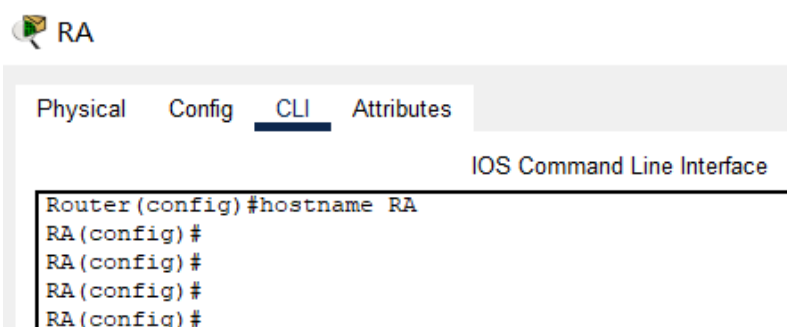 RA
Physical Config CLI Attributes
IOS Command Line Interface
Router(config)#hostname RA
RA(config)#
RA(config)#
RA(config)#
RA(config)#